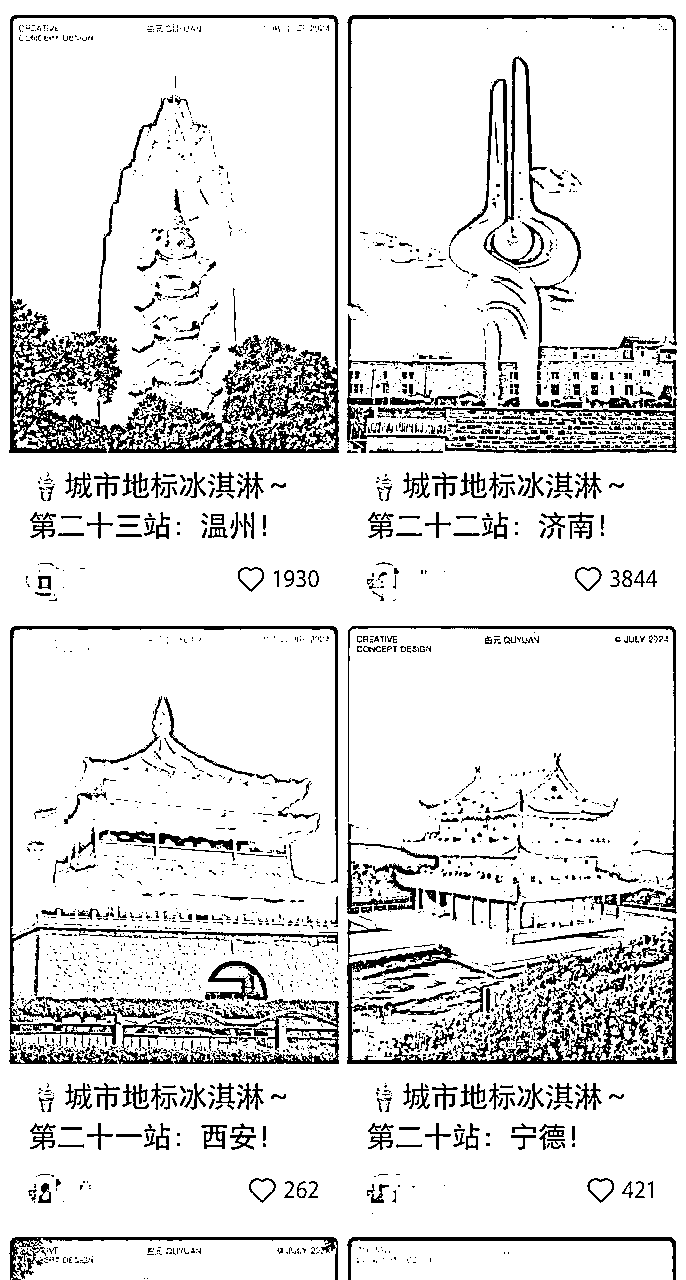 CREATIVE
CONCEPT DESIGN
曲元 QUYUAN
🍦城市地标冰淇淋~
第二十三站：温州！
1930
🍦城市地标冰淇淋~
第二十二站：济南！
3844
🍦城市地标冰淇淋~
第二十一站：西安！
262
CREATIVE
CONCEPT DESIGN
曲元 QUYUAN
© JULY 2024
🍦城市地标冰淇淋~
第二十站：宁德！
421
曲元 QUYUAN
© JULY 2024